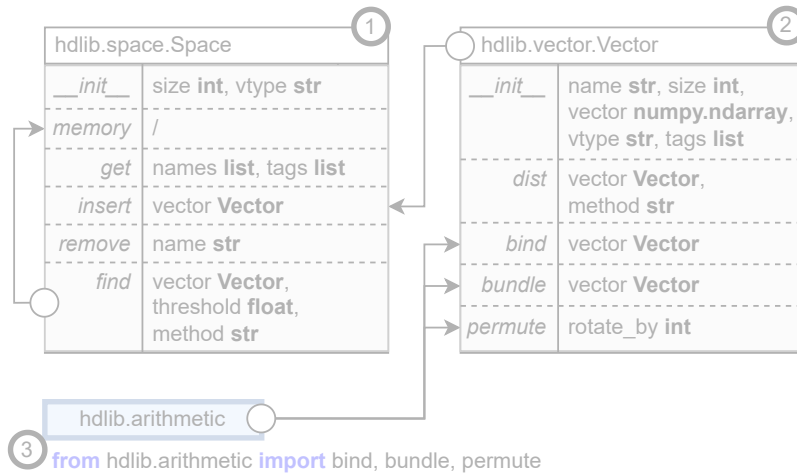 1
hdlib.space.Space
__init__ size int, vtype str
memory /
get names list, tags list
insert vector Vector
remove name str
find vector Vector,
threshold float,
method str
2
hdlib.vector.Vector
__init__ name str, size int,
vector numpy.ndarray,
vtype str, tags list
dist vector Vector,
method str
bind vector Vector
bundle vector Vector
permute rotate_by int
hdlib.arithmetic
3
from hdlib.arithmetic import bind, bundle, permute